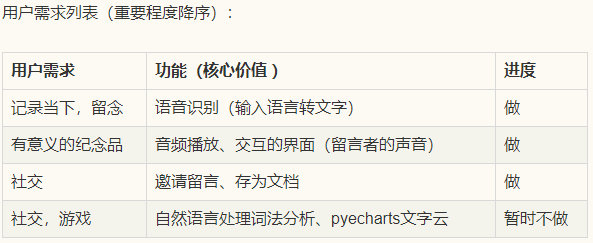 用户需求列表（重要程度降序）：
用户需求 功能（核心价值 ） 进度
记录当下，留念 语音识别（输入语言转文字） 做
有意义的纪念品 音频播放、交互的界面（留言者的声音） 做
社交 邀请留言、存为文档 做
社交，游戏 自然语言处理词法分析、pyecharts文字云 暂时不做